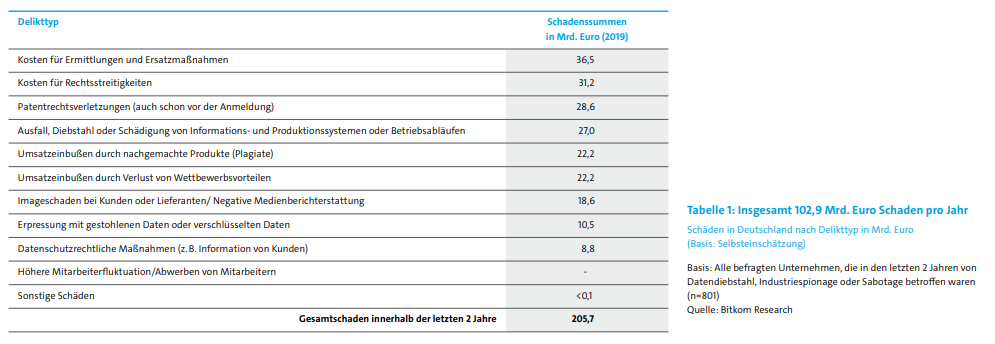 Delikttyp
Schadenssummen
in Mrd. Euro (2019)
Kosten für Ermittlungen und Ersatzmaßnahmen 36,5
Kosten für Rechtsstreitigkeiten 31,2
Patentrechtsverletzungen (auch schon vor der Anmeldung) 28,6
Ausfall, Diebstahl oder Schädigung von Informations- und Produktionssystemen oder Betriebsabläufen 27,0
Umsatzeinbußen durch nachgemachte Produkte (Plagiate) 22,2
Umsatzeinbußen durch Verlust von Wettbewerbsvorteilen 22,2
Imageschaden bei Kunden oder Lieferanten/ Negative Medienberichterstattung 18,6
Erpressung mit gestohlenen Daten oder verschlüsselten Daten 10,5
Datenschutzrechtliche Maßnahmen (z. B. Information von Kunden) 8,8
Höhere Mitarbeiterfluktuation/Abwerben von Mitarbeitern -
Sonstige Schäden <0,1
Gesamtschaden innerhalb der letzten 2 Jahre 205,7
Tabelle 1: Insgesamt 102,9 Mrd. Euro Schaden pro Jahr
Schäden in Deutschland nach Delikttyp in Mrd. Euro
(Basis: Selbsteinschätzung)
Basis: Alle befragten Unternehmen, die in den letzten 2 Jahren von
Datendiebstahl, Industriespionage oder Sabotage betroffen waren
(n=801)
Quelle: Bitkom Research